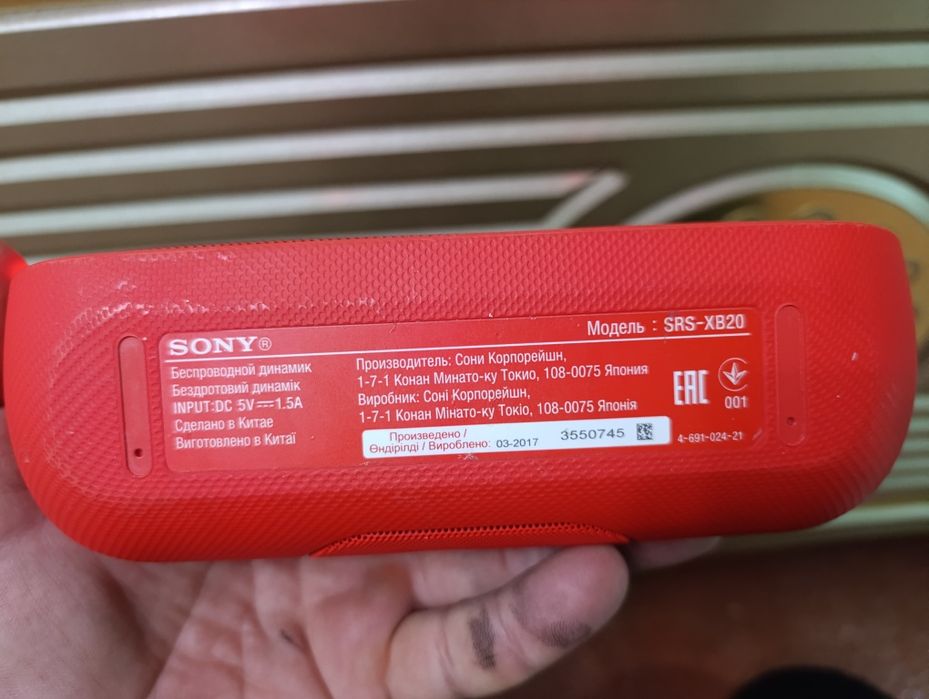 SONY®
Модель : SRS-XB20
Беспроводной динамик
Бездротовий динамік
INPUT:DC 5V⎓1.5A
Сделано в Китае
Виготовлено в Китаї
Производитель: Сони Корпорейшн,
1-7-1 Конан Минато-ку Токио, 108-0075 Япония
Виробник: Соні Корпорейшн,
1-7-1 Конан Мінато-ку Токіо, 108-0075 Японія
Произведено /
Өндірілді / Вироблено: 03-2017 3550745
EAC
001
4-691-024-21